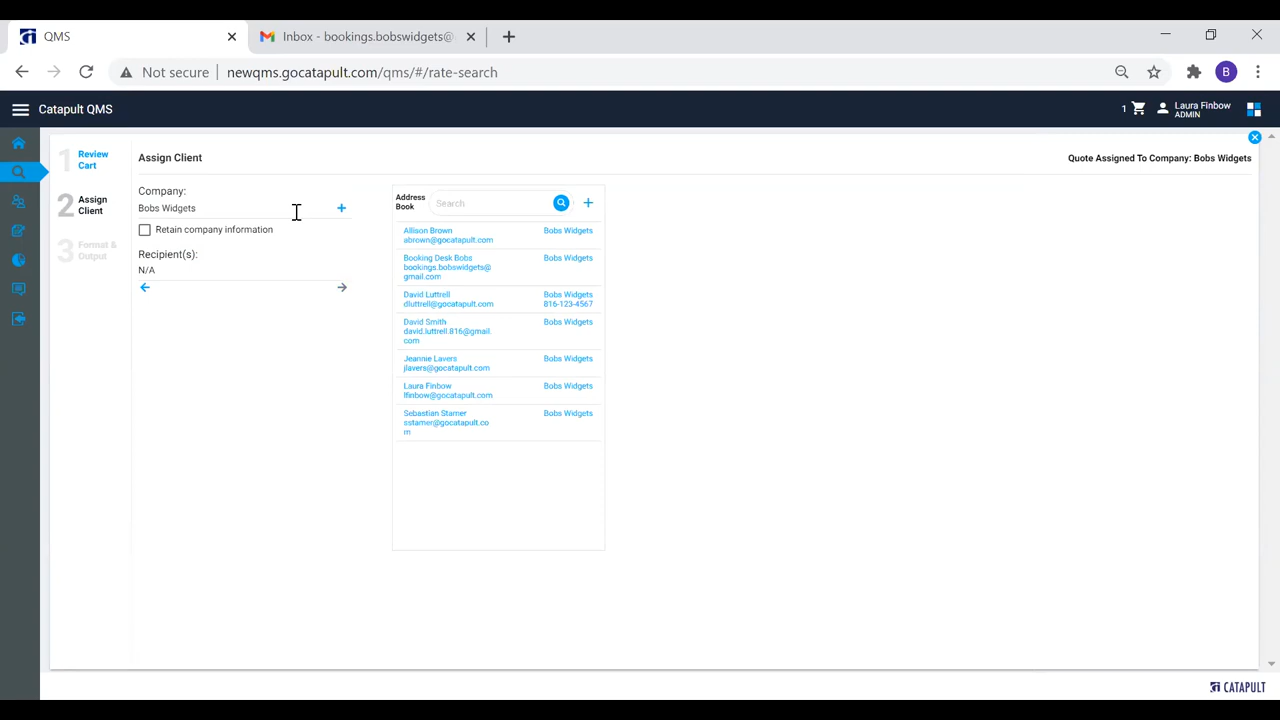 QMS
Inbox - bookings.bobswidgets@
Not secure
newqms.gocatapult.com/qms/#/rate-search
B
Catapult QMS
1
Laura Finbow
ADMIN
1
Review
Cart
2
Assign
Client
3
Format &
Output
Assign Client
Quote Assigned To Company: Bobs Widgets
Company:
Bobs Widgets
Retain company information
Recipient(s):
N/A
Address
Book
Search
Allison Brown
Bobs Widgets
abrown@gocatapult.com
Booking Desk Bobs
Bobs Widgets
bookings.bobswidgets@
gmail.com
David Luttrell
Bobs Widgets
dluttrell@gocatapult.com
816-123-4567
David Smith
Bobs Widgets
david.luttrell.816@gmail.
com
Jeannie Lavers
Bobs Widgets
jlavers@gocatapult.com
Laura Finbow
Bobs Widgets
lfinbow@gocatapult.com
Sebastian Starner
Bobs Widgets
sstarner@gocatapult.co
m
CATAPULT